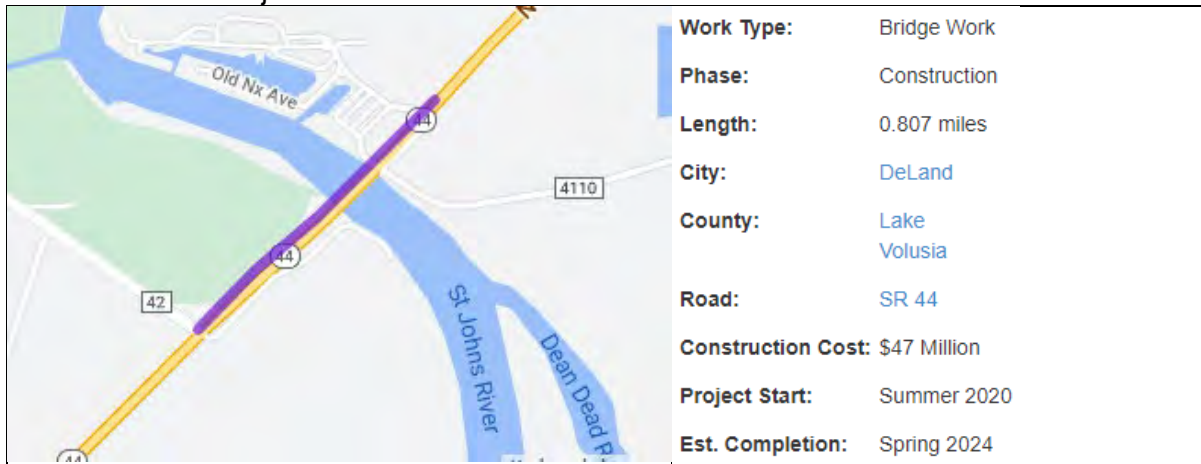 Old Nx Ave
44
4110
44
42
St Johns River
Dean Dead R
44
Work Type: Bridge Work
Phase: Construction
Length: 0.807 miles
City: DeLand
County: Lake
Volusia
Road: SR 44
Construction Cost: $47 Million
Project Start: Summer 2020
Est. Completion: Spring 2024